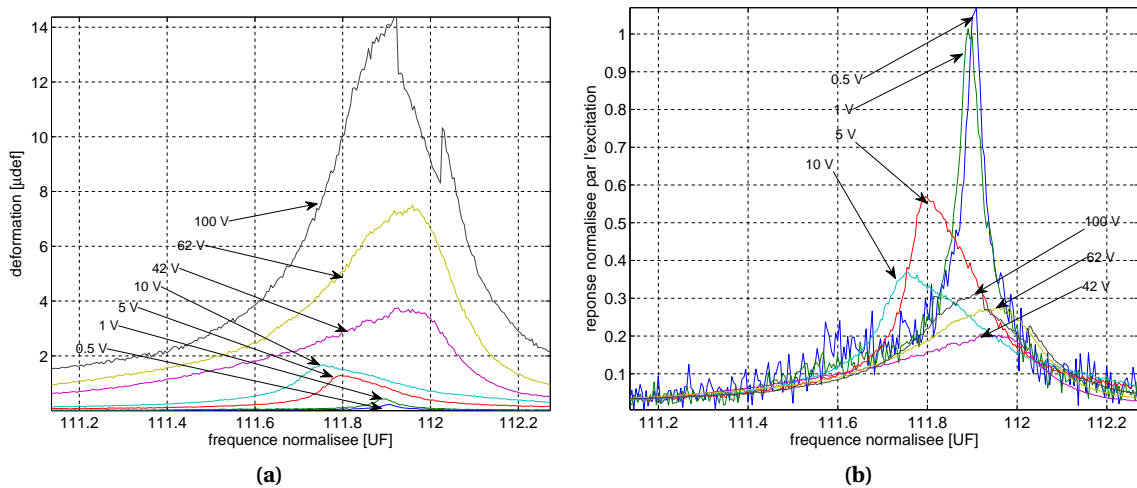 14
12
10
8
6
4
2
deformation [µdef]
100 V
62 V
42 V
10 V
5 V
1 V
0.5 V
111.2 111.4 111.6 111.8 112 112.2
frequence normalisee [UF]
(a)
1
0.9
0.8
0.7
0.6
0.5
0.4
0.3
0.2
0.1
reponse normalisee par l'excitation
0.5 V
1 V
5 V
10 V
100 V
62 V
42 V
111.2 111.4 111.6 111.8 112 112.2
frequence normalisee [UF]
(b)